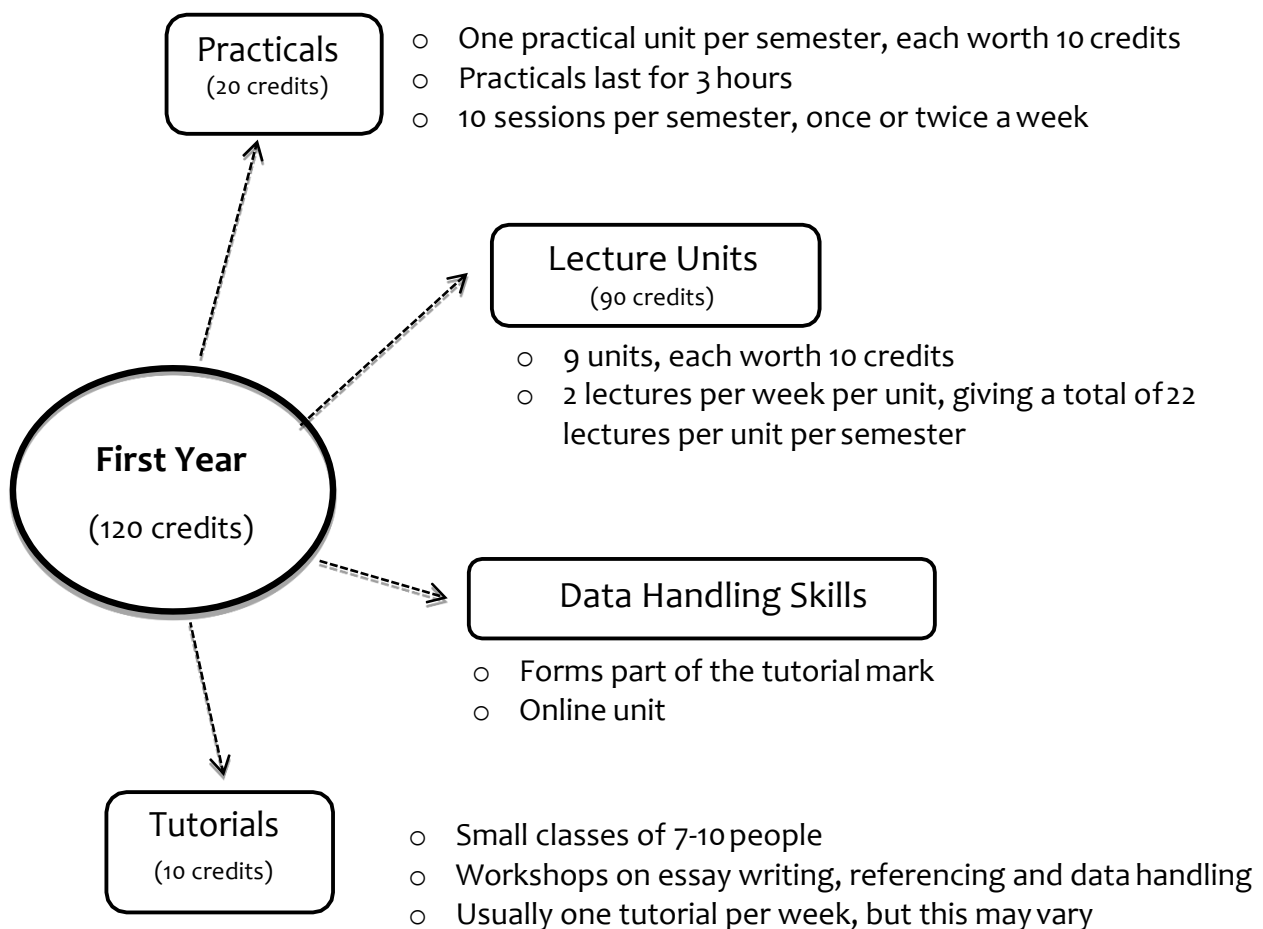 Practicals
(20 credits)
o One practical unit per semester, each worth 10 credits
o Practicals last for 3 hours
o 10 sessions per semester, once or twice a week
Lecture Units
(90 credits)
o 9 units, each worth 10 credits
o 2 lectures per week per unit, giving a total of 22
lectures per unit per semester
First Year
(120 credits)
Data Handling Skills
o Forms part of the tutorial mark
o Online unit
Tutorials
(10 credits)
o Small classes of 7-10 people
o Workshops on essay writing, referencing and data handling
o Usually one tutorial per week, but this may vary